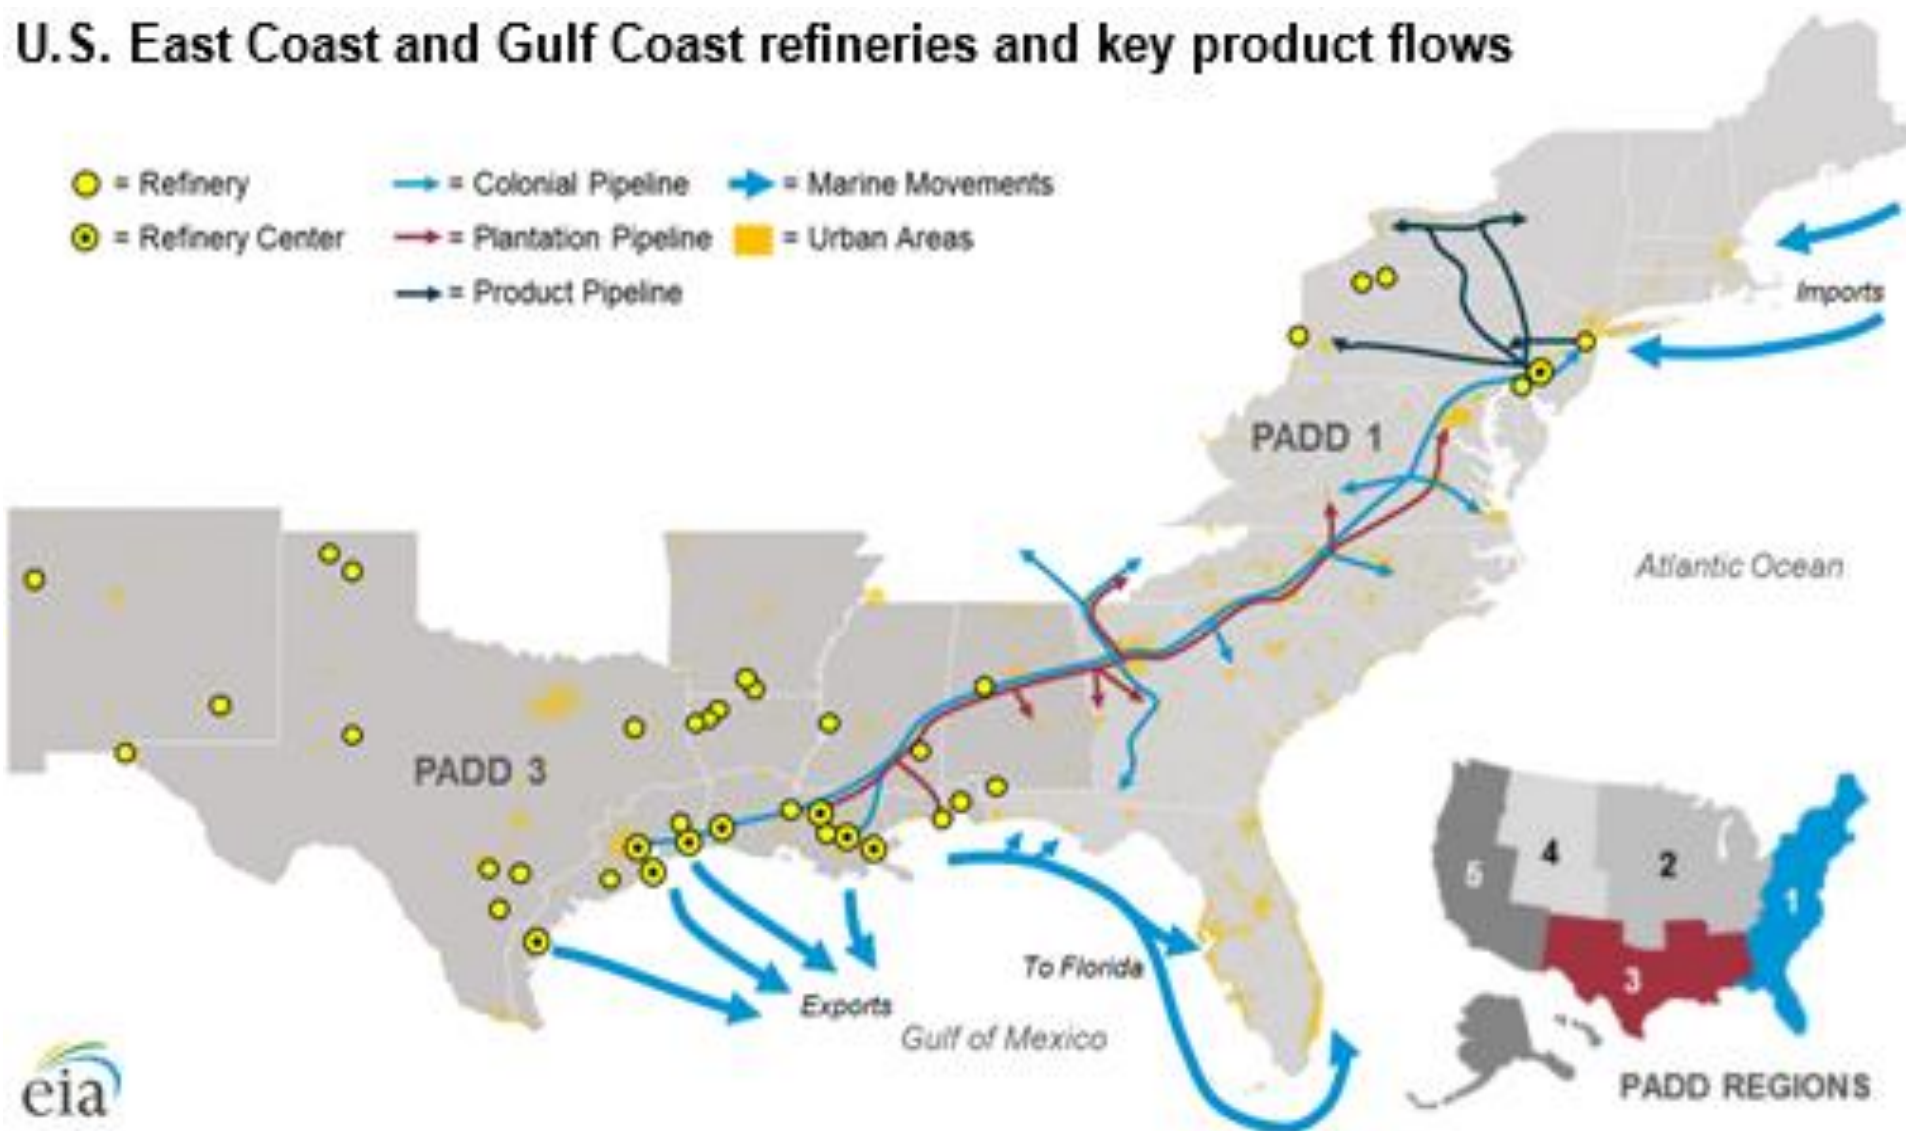 U.S. East Coast and Gulf Coast refineries and key product flows
= Refinery
= Colonial Pipeline
= Marine Movements
= Refinery Center
= Plantation Pipeline
= Urban Areas
= Product Pipeline
Imports
PADD 1
Atlantic Ocean
PADD 3
To Florida
Exports
Gulf of Mexico
5
4
2
1
3
PADD REGIONS
eia